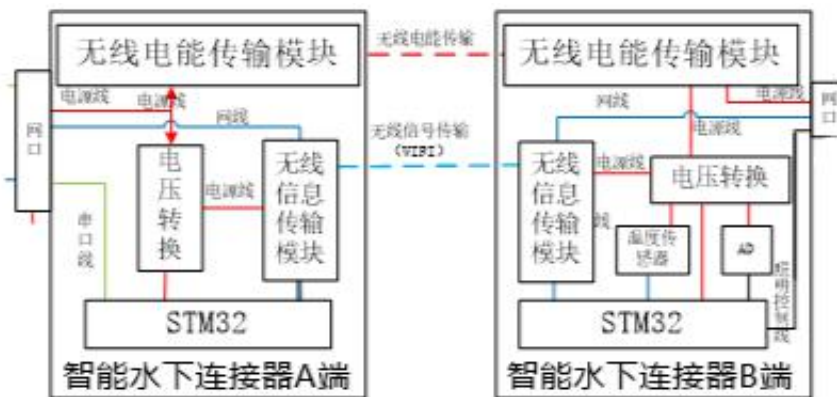 无线电能传输模块
无线电能传输
无线电能传输模块
电源线
电源线
网线
无线信号传输
（WIFI）
网线
电源线
电源线
网口
网口
电压转换
电源线
无线信息传输模块
无线信息传输模块
电源线
电压转换
串口线
线
温度传感器
AD
照明控制线
STM32
STM32
智能水下连接器A端
智能水下连接器B端